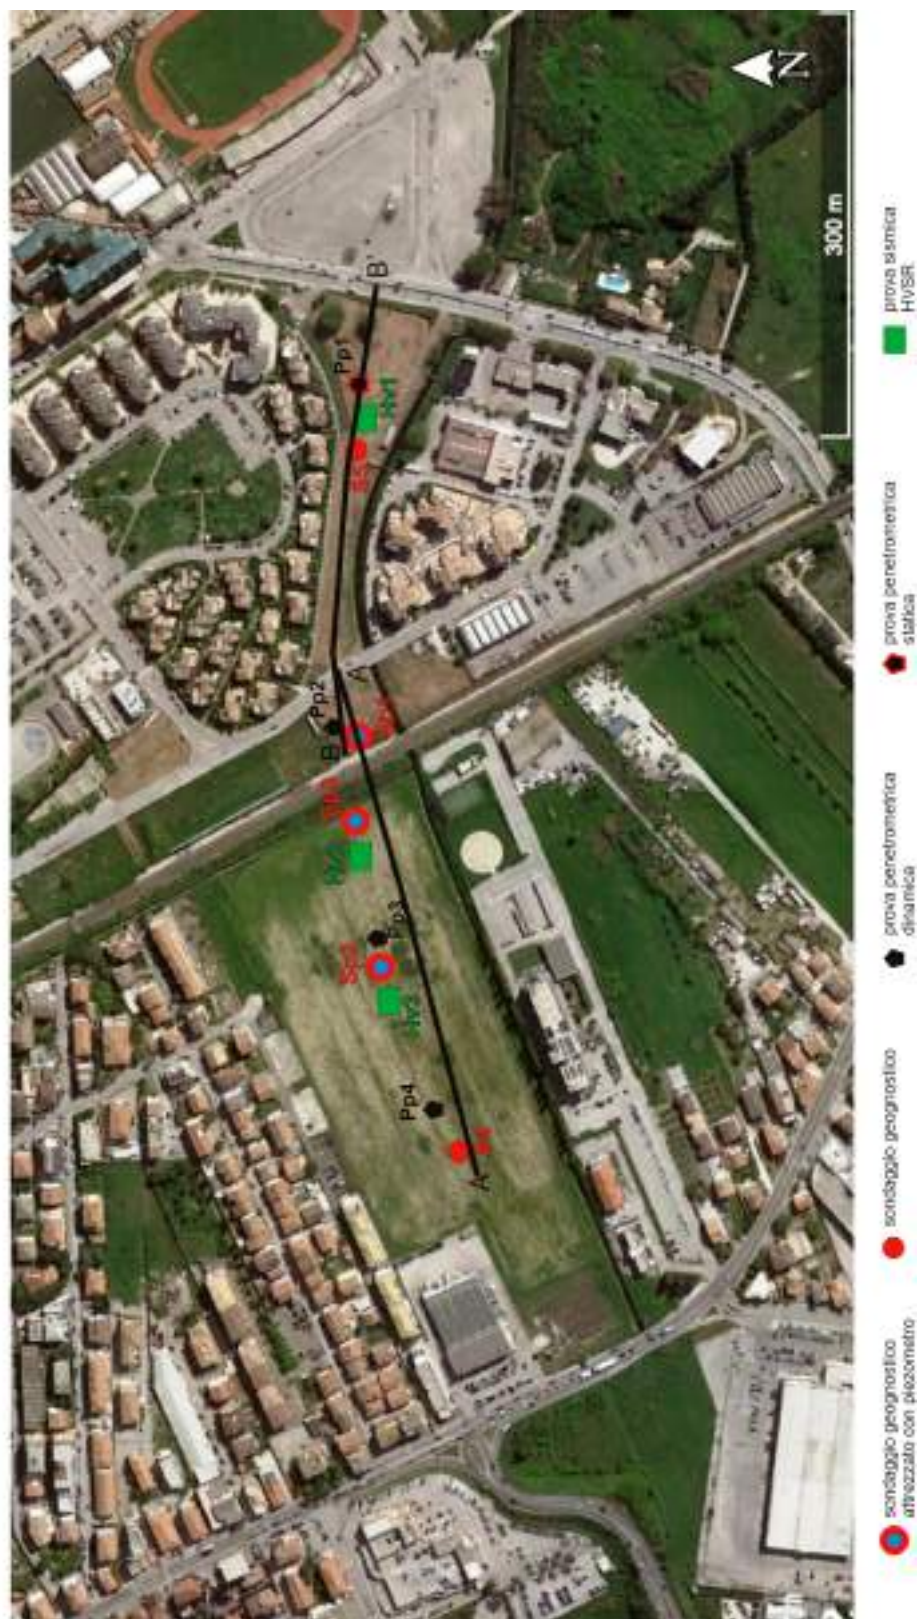 N
300 m
B'
Pp1
Hv1
S5
A'
Pp2
B
Pp3
Hv3
Pp4
A
sondaggio geognostico
attrezzato con piezometro
sondaggio geognostico
prova penetrometrica
dinamica
prova penetrometrica
statica
prova sismica
HVSR